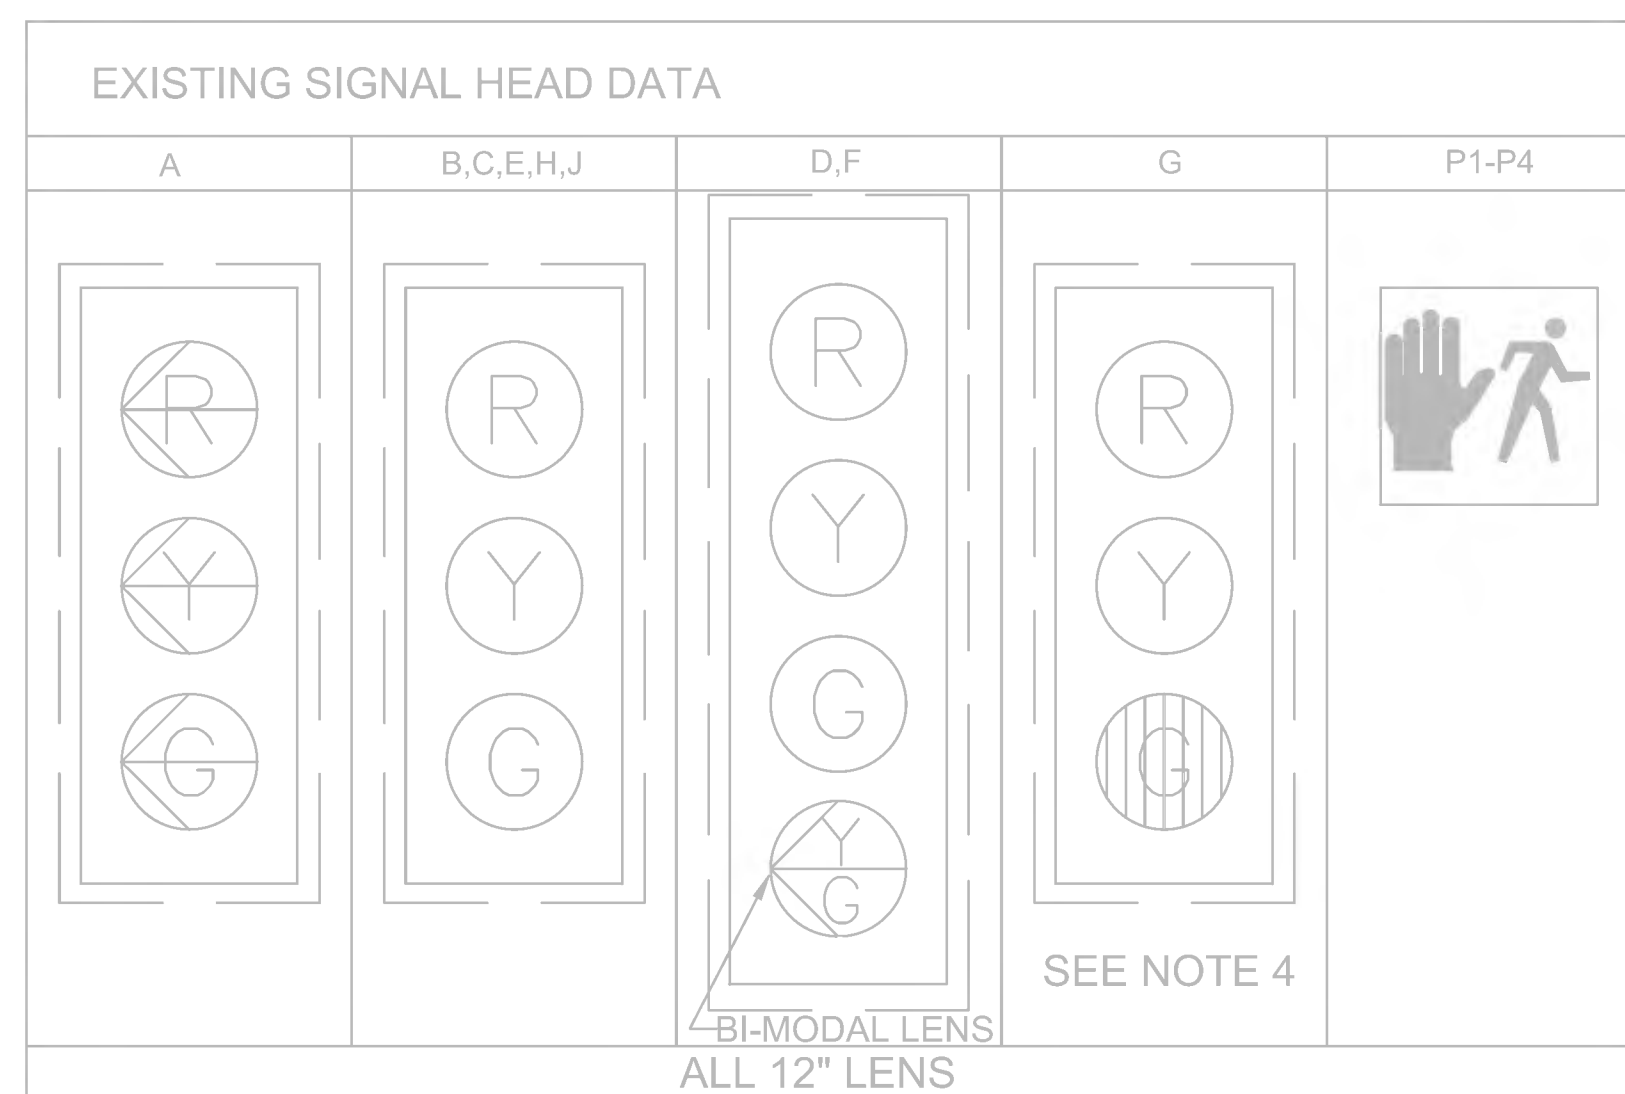 EXISTING SIGNAL HEAD DATA
A
B,C,E,H,J
D,F
G
P1-P4
R
Y
G
R
Y
G
R
Y
G
Y
G
BI-MODAL LENS
R
Y
G
SEE NOTE 4
ALL 12" LENS